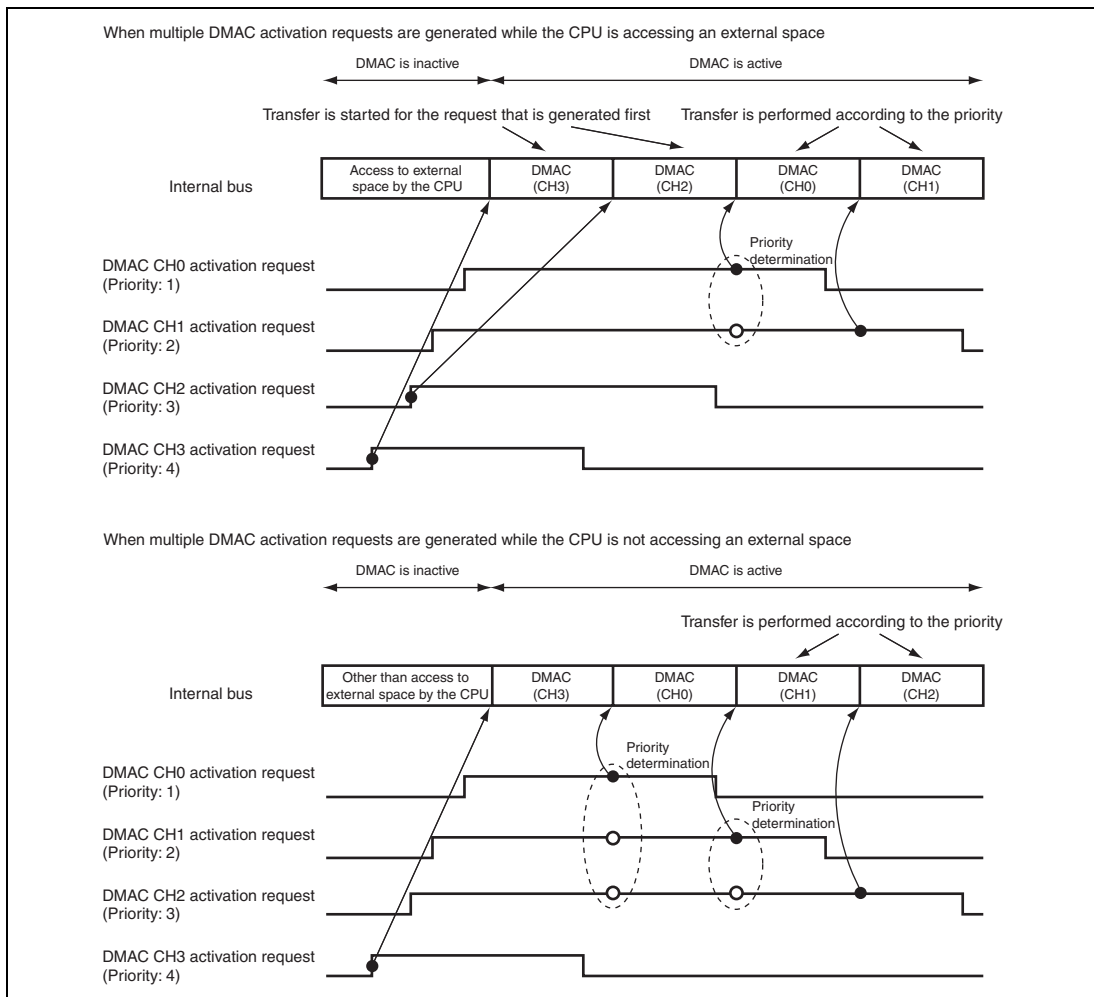 When multiple DMAC activation requests are generated while the CPU is accessing an external space
DMAC is inactive
DMAC is active
Transfer is started for the request that is generated first
Transfer is performed according to the priority
Internal bus
Access to external
space by the CPU
DMAC
(CH3)
DMAC
(CH2)
DMAC
(CH0)
DMAC
(CH1)
Priority
determination
DMAC CH0 activation request
(Priority: 1)
DMAC CH1 activation request
(Priority: 2)
DMAC CH2 activation request
(Priority: 3)
DMAC CH3 activation request
(Priority: 4)
When multiple DMAC activation requests are generated while the CPU is not accessing an external space
DMAC is inactive
DMAC is active
Transfer is performed according to the priority
Internal bus
Other than access to
external space by the CPU
DMAC
(CH3)
DMAC
(CH0)
DMAC
(CH1)
DMAC
(CH2)
Priority
determination
DMAC CH0 activation request
(Priority: 1)
Priority
determination
DMAC CH1 activation request
(Priority: 2)
DMAC CH2 activation request
(Priority: 3)
DMAC CH3 activation request
(Priority: 4)